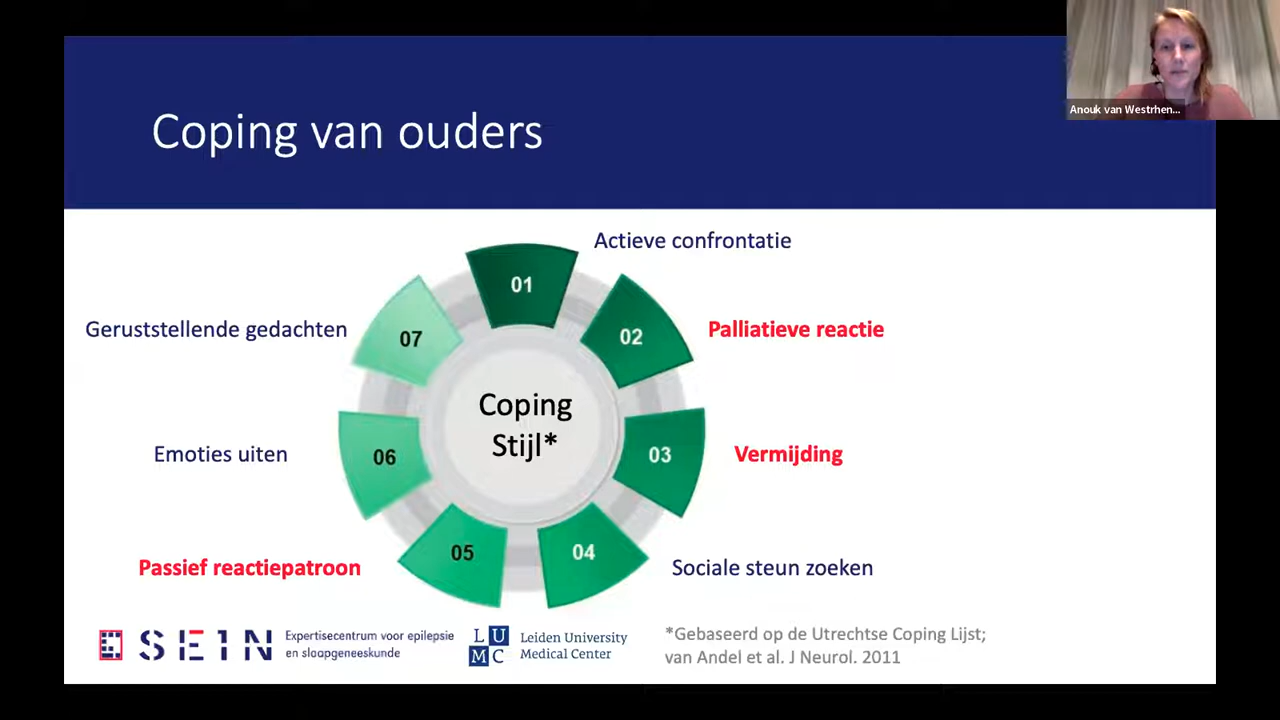 Anouk van Westrhen...
Coping van ouders
Actieve confrontatie
01
02
Palliatieve reactie
07
Geruststellende gedachten
Coping
Stijl*
03
Vermijding
06
Emoties uiten
05
Passief reactiepatroon
04
Sociale steun zoeken
SEIN
Expertisecentrum voor epilepsie
en slaapgeneeskunde
LUMC
Leiden University
Medical Center
*Gebaseerd op de Utrechtse Coping Lijst;
van Andel et al. J Neurol. 2011